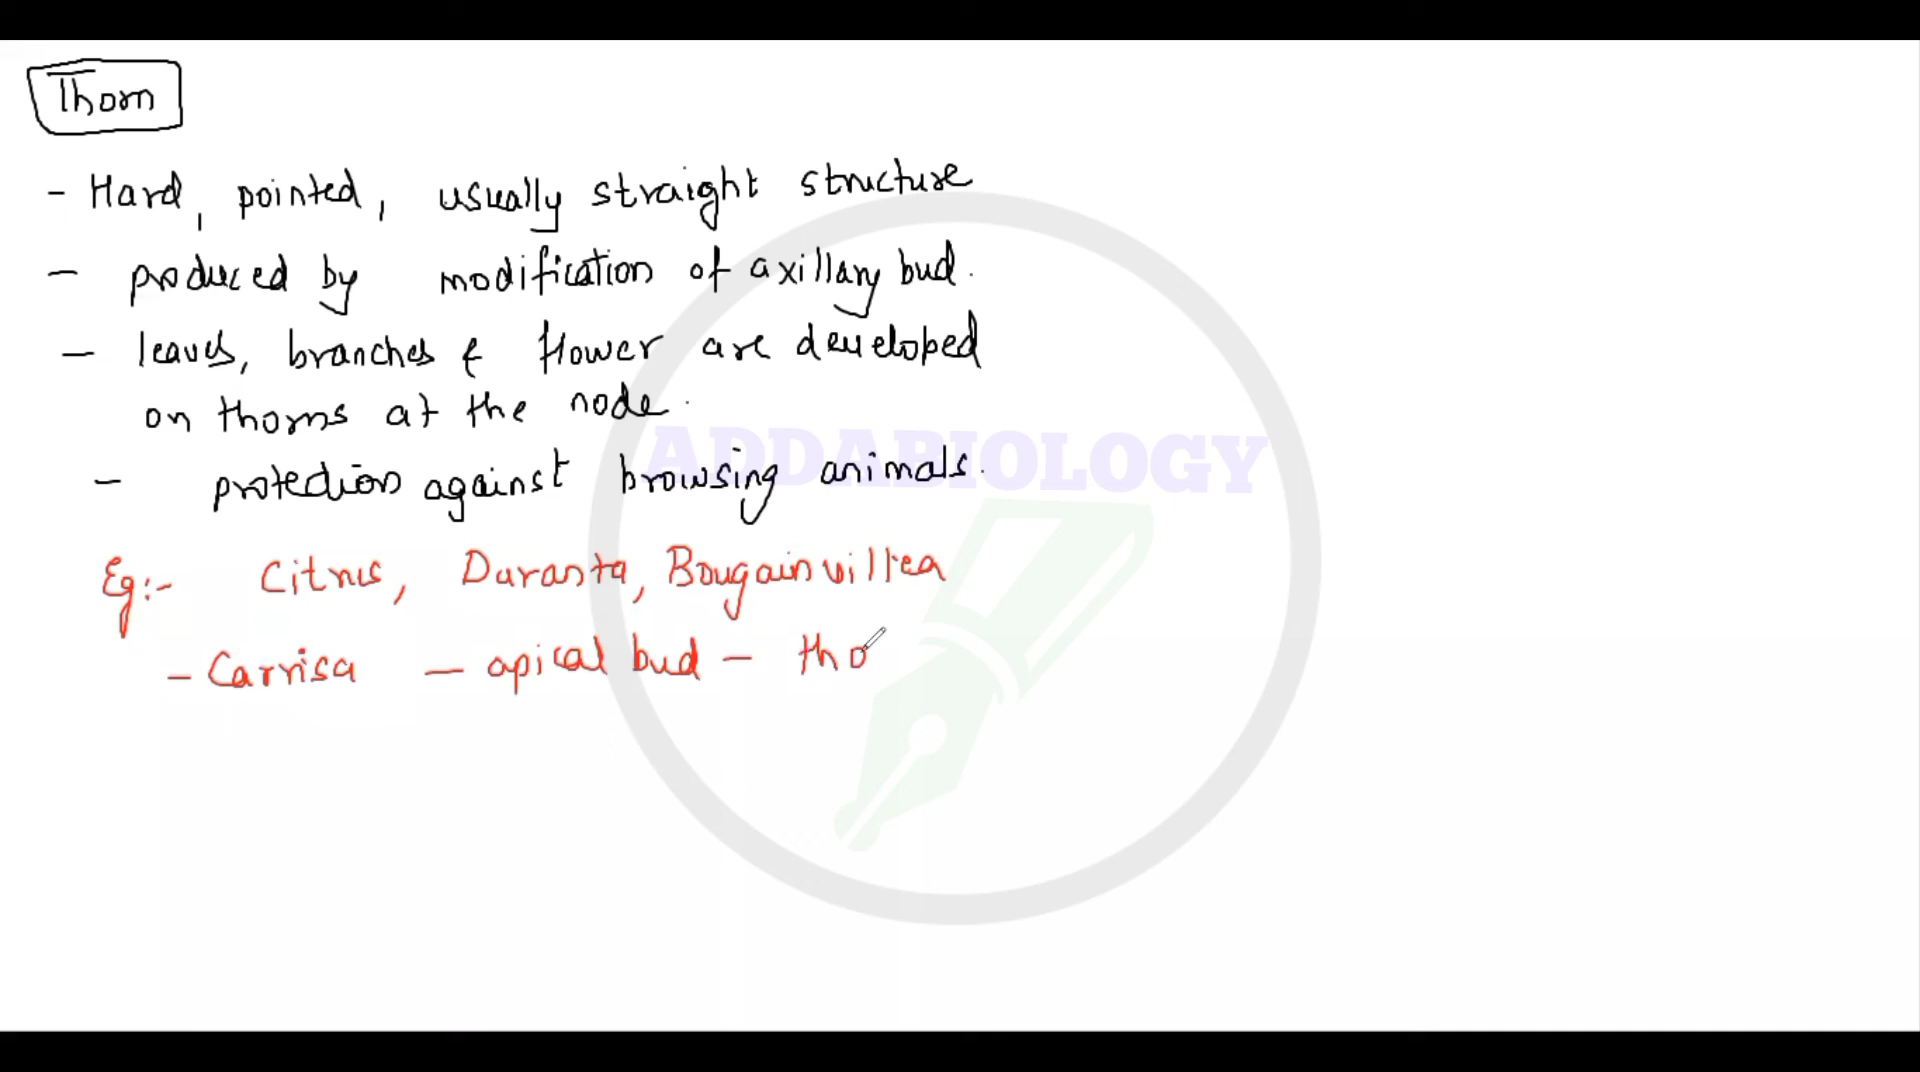 Thorn
- Hard, pointed, usually straight structure
- produced by modification of axillary bud.
- leaves, branches & flower are developed
on thorns at the node.
ADDABIOLOGY
- protection against browsing animals.
Eg:- Citrus, Duranta, Bougainvillea
- Carrisa - apical bud - tho